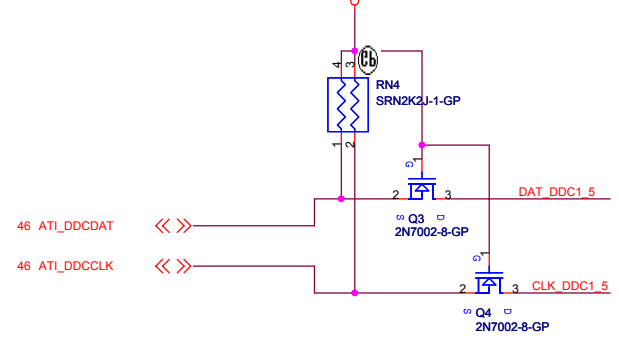 4 3
RN4
SRN2K2J-1-GP
1 2
G 1
2 3 DAT_DDC1_5
S Q3 D
2N7002-8-GP
46 ATI_DDCDAT
G 1
46 ATI_DDCCLK
2 3 CLK_DDC1_5
S Q4 D
2N7002-8-GP